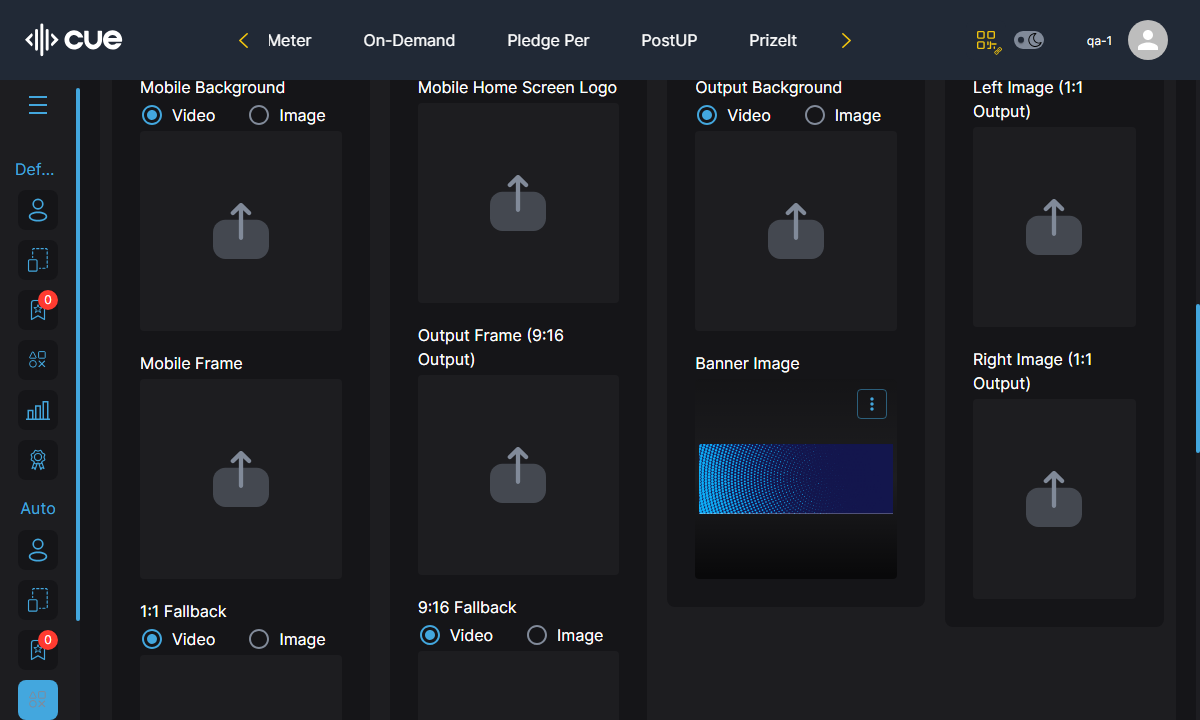 cue
Meter
On-Demand
Pledge Per
PostUP
PrizeIt
qa-1
Def...
0
Auto
0
Mobile Background
Video
Image
Mobile Frame
1:1 Fallback
Video
Image
Mobile Home Screen Logo
Output Frame (9:16
Output)
9:16 Fallback
Video
Image
Output Background
Video
Image
Banner Image
Left Image (1:1
Output)
Right Image (1:1
Output)